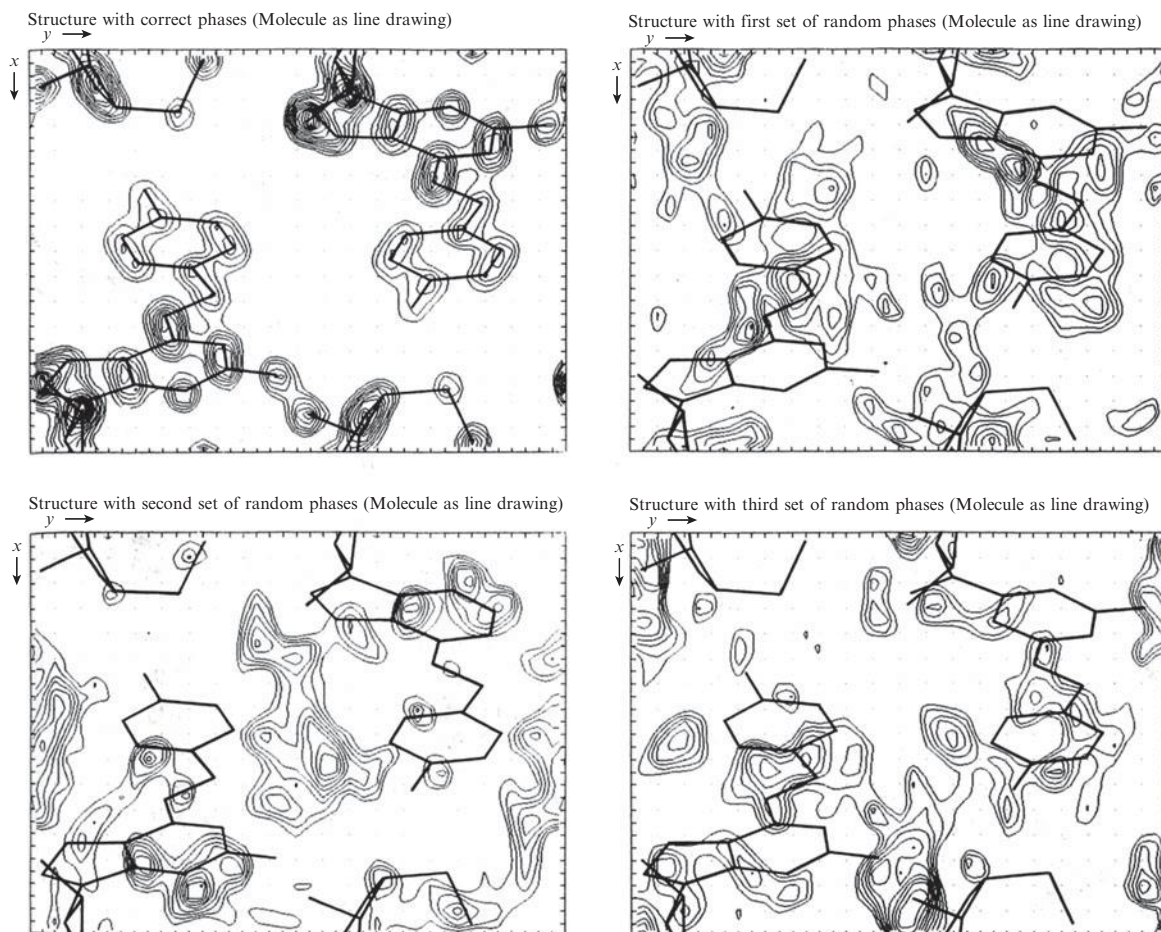 Structure with correct phases (Molecule as line drawing)
y
x
Structure with first set of random phases (Molecule as line drawing)
y
x
Structure with second set of random phases (Molecule as line drawing)
y
x
Structure with third set of random phases (Molecule as line drawing)
y
x